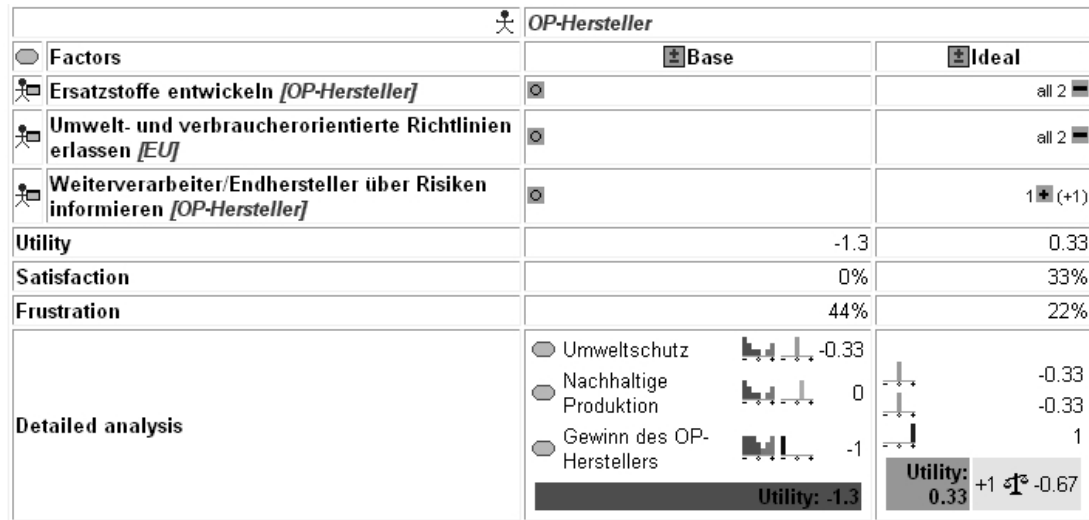 OP-Hersteller
Factors ±Base ±Ideal
Ersatzstoffe entwickeln [OP-Hersteller] all 2
Umwelt- und verbraucherorientierte Richtlinien
erlassen [EU] all 2
Weiterverarbeiter/Endhersteller über Risiken
informieren [OP-Hersteller] 1 + (+1)
Utility -1.3 0.33
Satisfaction 0% 33%
Frustration 44% 22%
Detailed analysis
Umweltschutz -0.33
Nachhaltige
Produktion 0
Gewinn des OP-
Herstellers -1
Utility: -1.3
-0.33
-0.33
1
Utility:
0.33 +1 -0.67